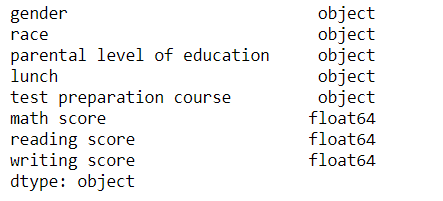 gender object
race object
parental level of education object
lunch object
test preparation course object
math score float64
reading score float64
writing score float64
dtype: object